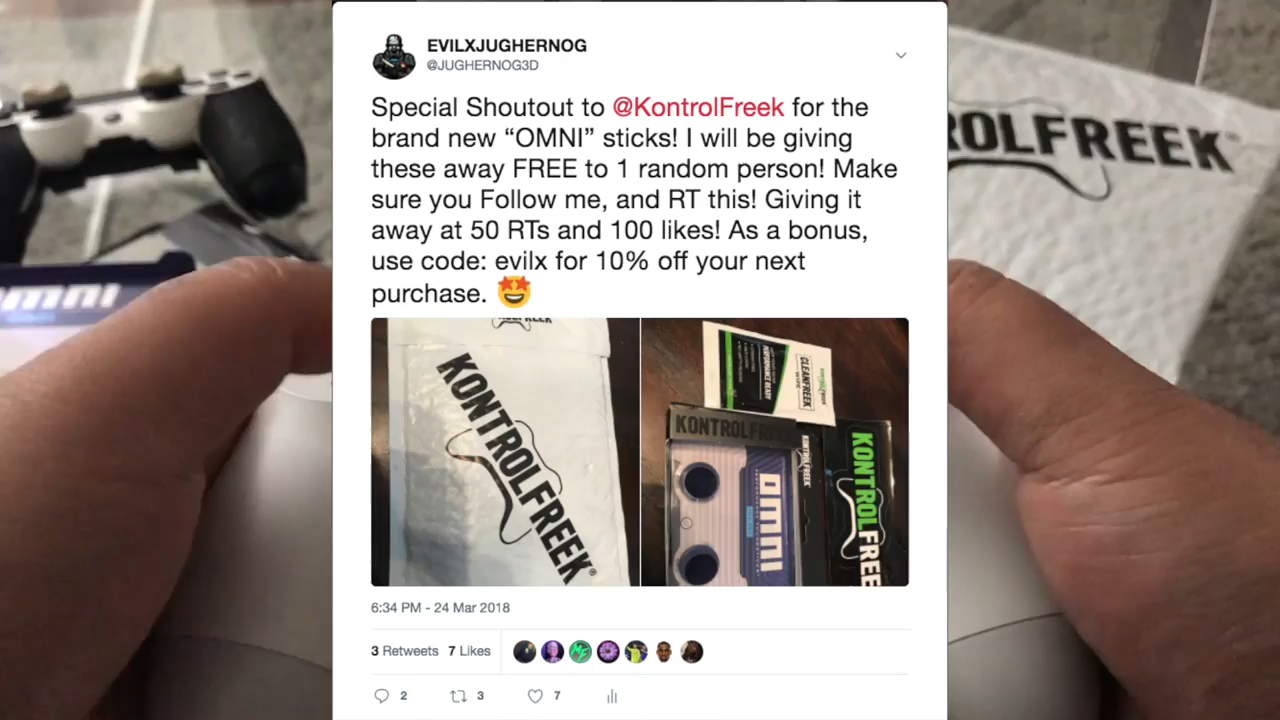 EVILXJUGHERNOG
@JUGHERNOG3D
Special Shoutout to @KontrolFreek for the
brand new “OMNI” sticks! I will be giving
these away FREE to 1 random person! Make
sure you Follow me, and RT this! Giving it
away at 50 RTs and 100 likes! As a bonus,
use code: evilx for 10% off your next
purchase. 🤩
KONTROLFREEK
CLEANFREEK
PERFORMANCE READY
KONTROLFREEK
KONTROLFREEK
omni
KONTROLFREE
6:34 PM - 24 Mar 2018
3 Retweets 7 Likes
2 3 7
omni
ROLFREEK